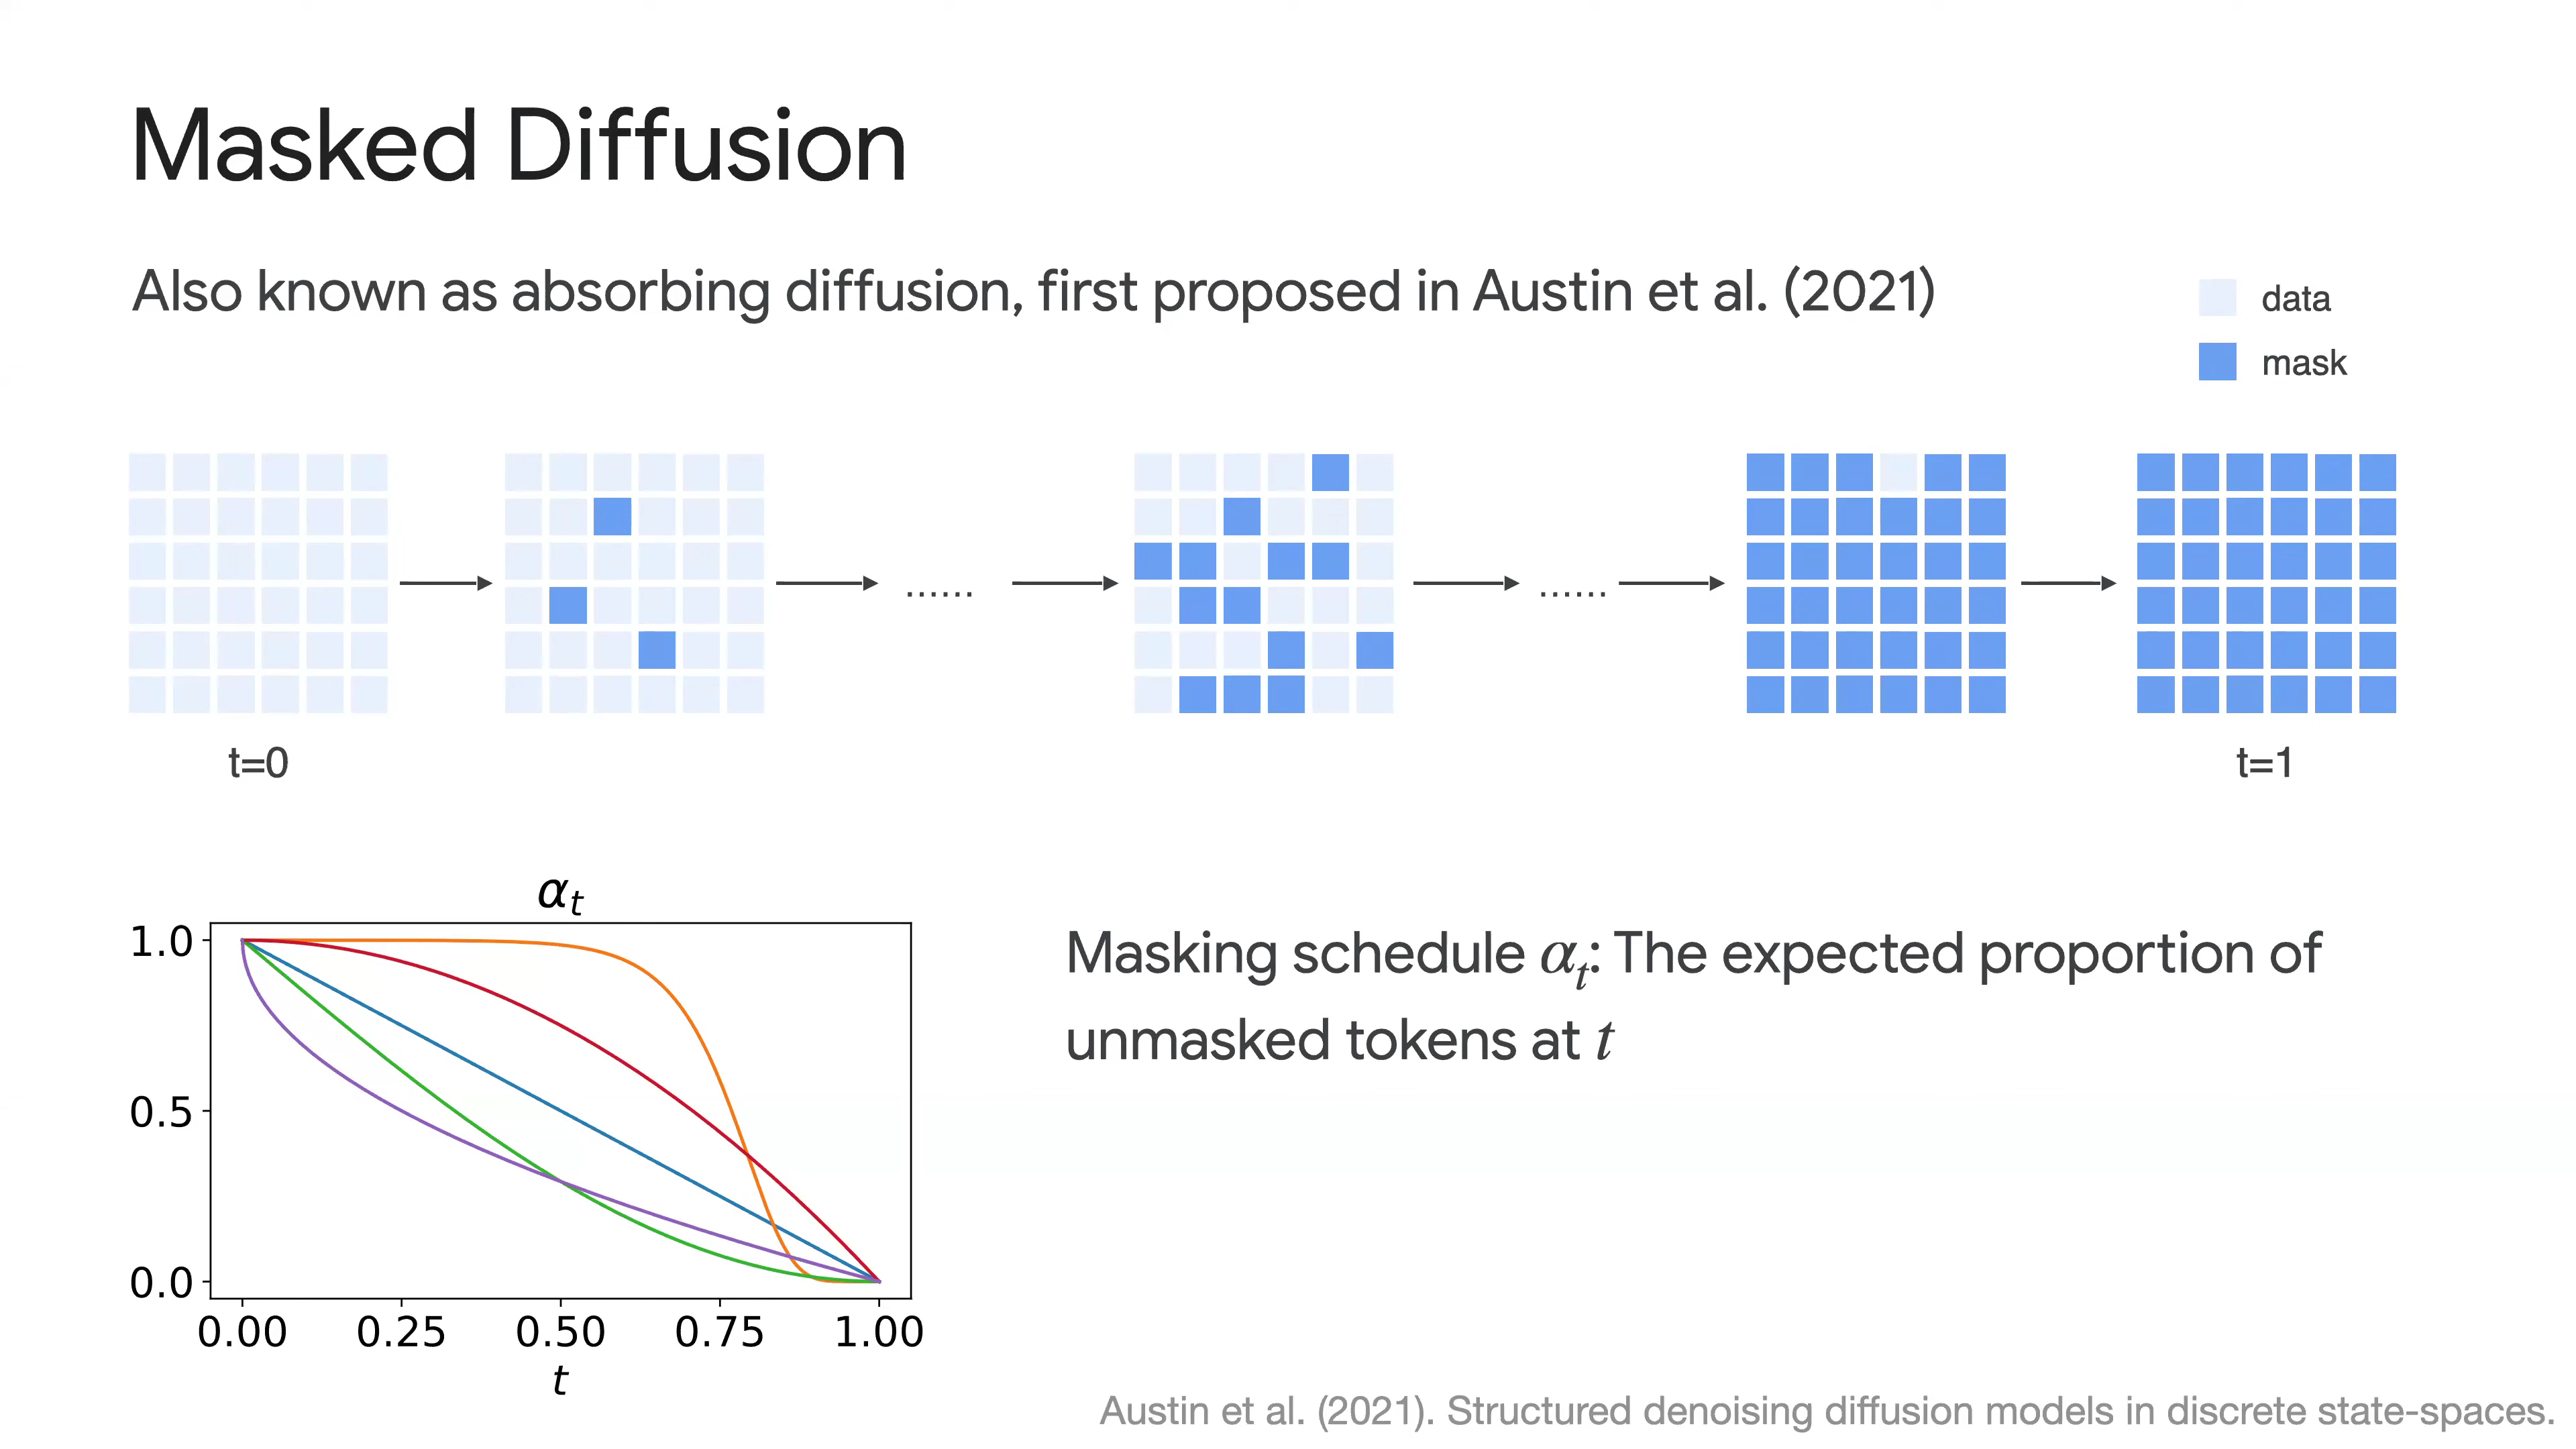 Masked Diffusion
Also known as absorbing diffusion, first proposed in Austin et al. (2021)
data
mask
......
......
t=0
t=1
αt
1.0
0.5
0.0
0.00 0.25 0.50 0.75 1.00
t
Masking schedule αt: The expected proportion of
unmasked tokens at t
Austin et al. (2021). Structured denoising diffusion models in discrete state-spaces.